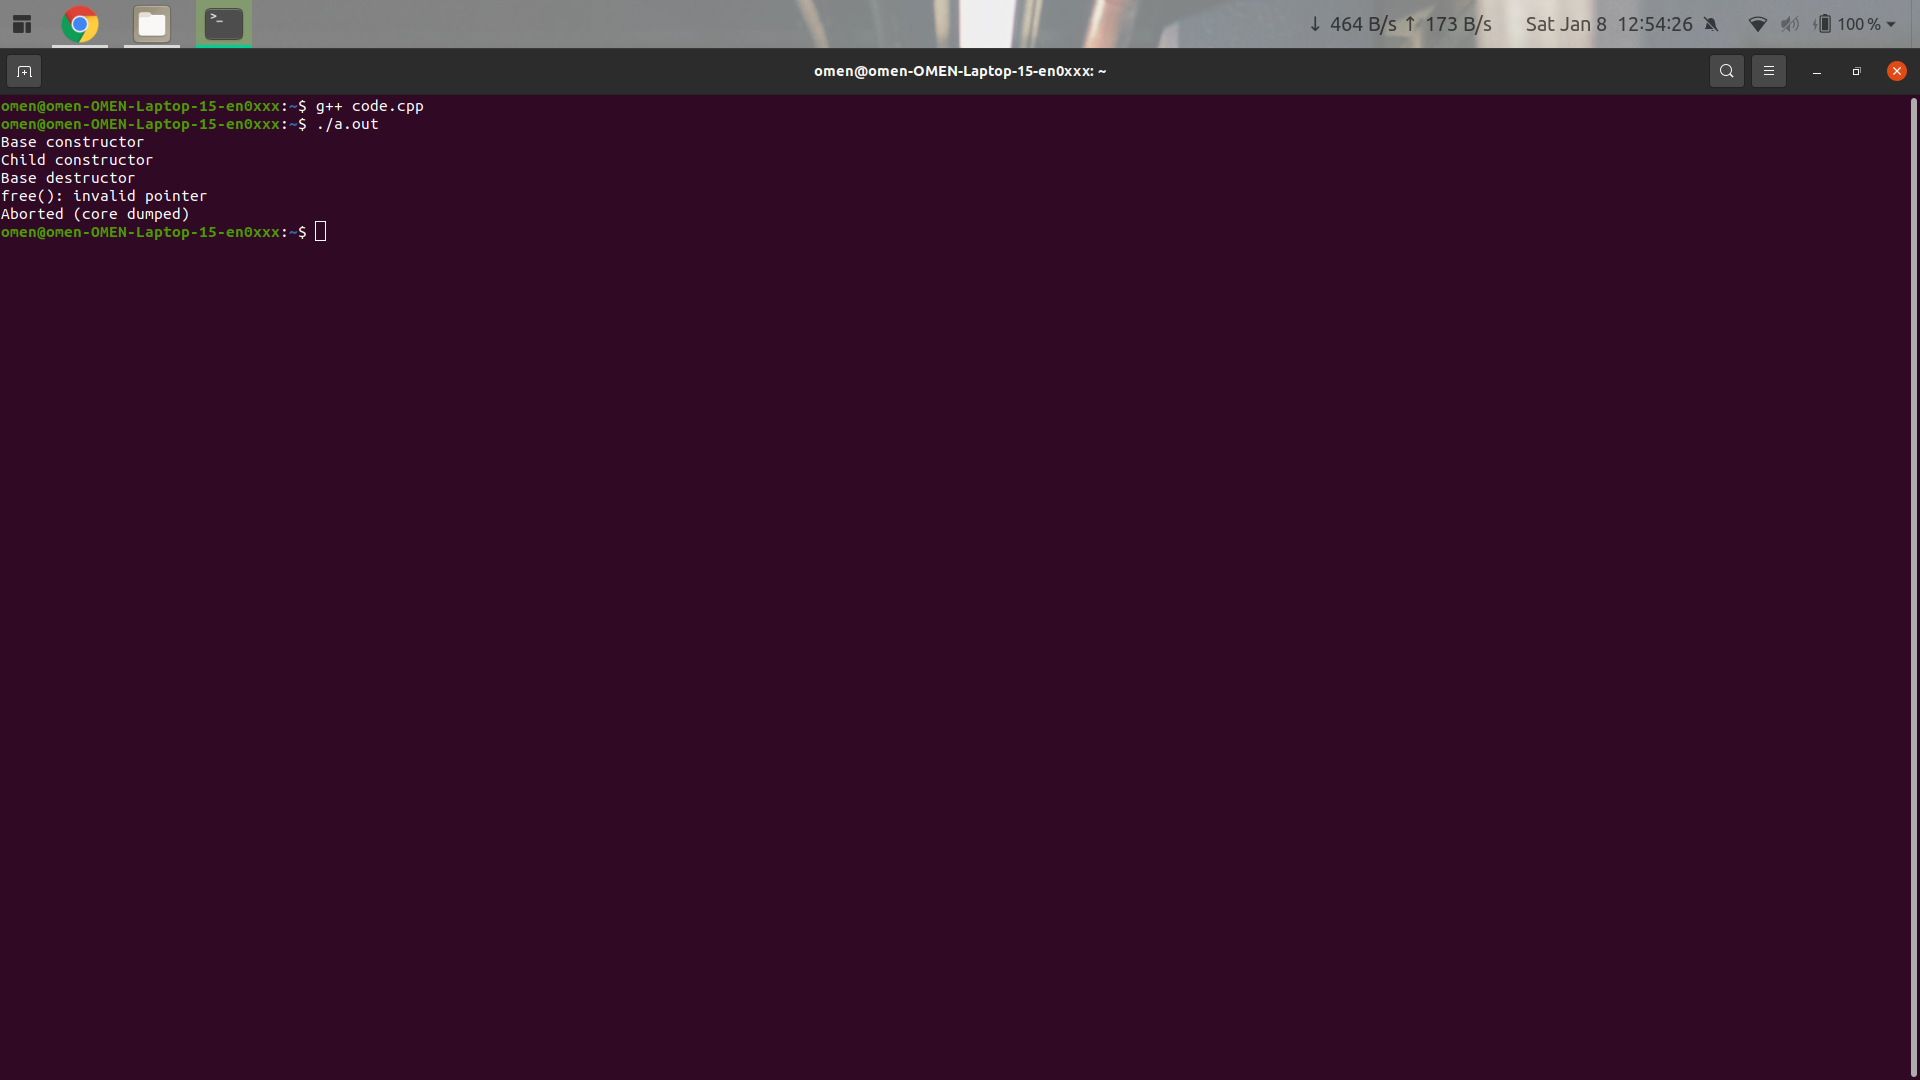 ↓ 464 B/s ↑ 173 B/s Sat Jan 8 12:54:26 100 %
omen@omen-OMEN-Laptop-15-en0xxx: ~
omen@omen-OMEN-Laptop-15-en0xxx:~$ g++ code.cpp
omen@omen-OMEN-Laptop-15-en0xxx:~$ ./a.out
Base constructor
Child constructor
Base destructor
free(): invalid pointer
Aborted (core dumped)
omen@omen-OMEN-Laptop-15-en0xxx:~$